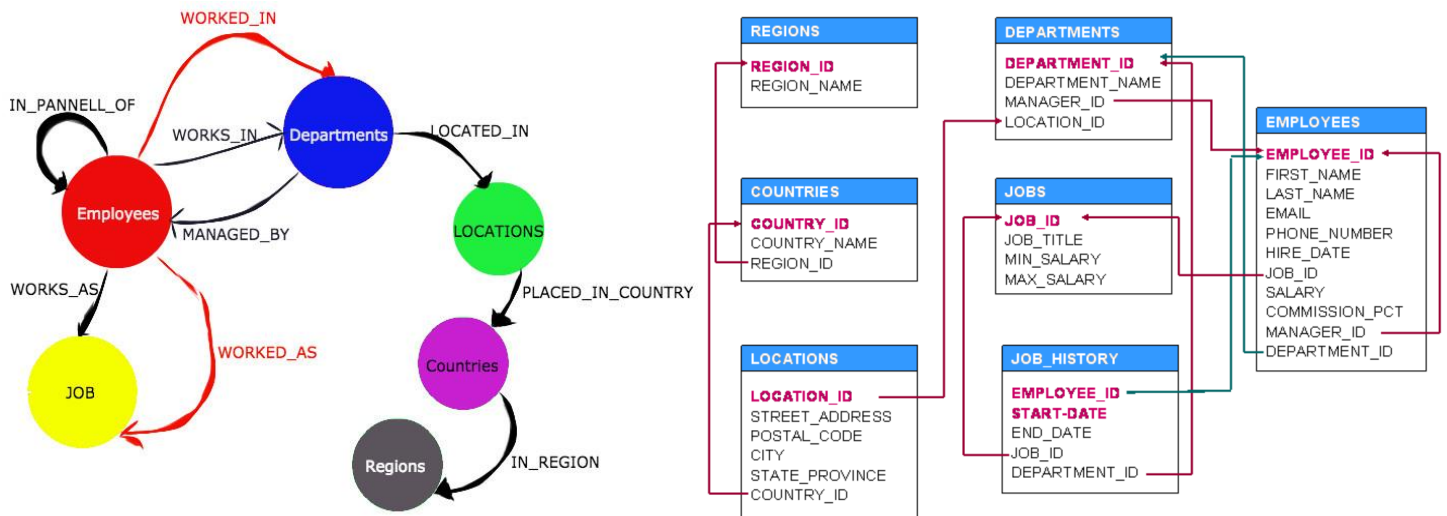 WORKED_IN
IN_PANNELL_OF
WORKS_IN
Departments
LOCATED_IN
Employees
MANAGED_BY
LOCATIONS
WORKS_AS
PLACED_IN_COUNTRY
WORKED_AS
JOB
Countries
Regions
IN_REGION
REGIONS
REGION_ID
REGION_NAME
COUNTRIES
COUNTRY_ID
COUNTRY_NAME
REGION_ID
LOCATIONS
LOCATION_ID
STREET_ADDRESS
POSTAL_CODE
CITY
STATE_PROVINCE
COUNTRY_ID
DEPARTMENTS
DEPARTMENT_ID
DEPARTMENT_NAME
MANAGER_ID
LOCATION_ID
JOBS
JOB_ID
JOB_TITLE
MIN_SALARY
MAX_SALARY
JOB_HISTORY
EMPLOYEE_ID
START-DATE
END_DATE
JOB_ID
DEPARTMENT_ID
EMPLOYEES
EMPLOYEE_ID
FIRST_NAME
LAST_NAME
EMAIL
PHONE_NUMBER
HIRE_DATE
JOB_ID
SALARY
COMMISSION_PCT
MANAGER_ID
DEPARTMENT_ID